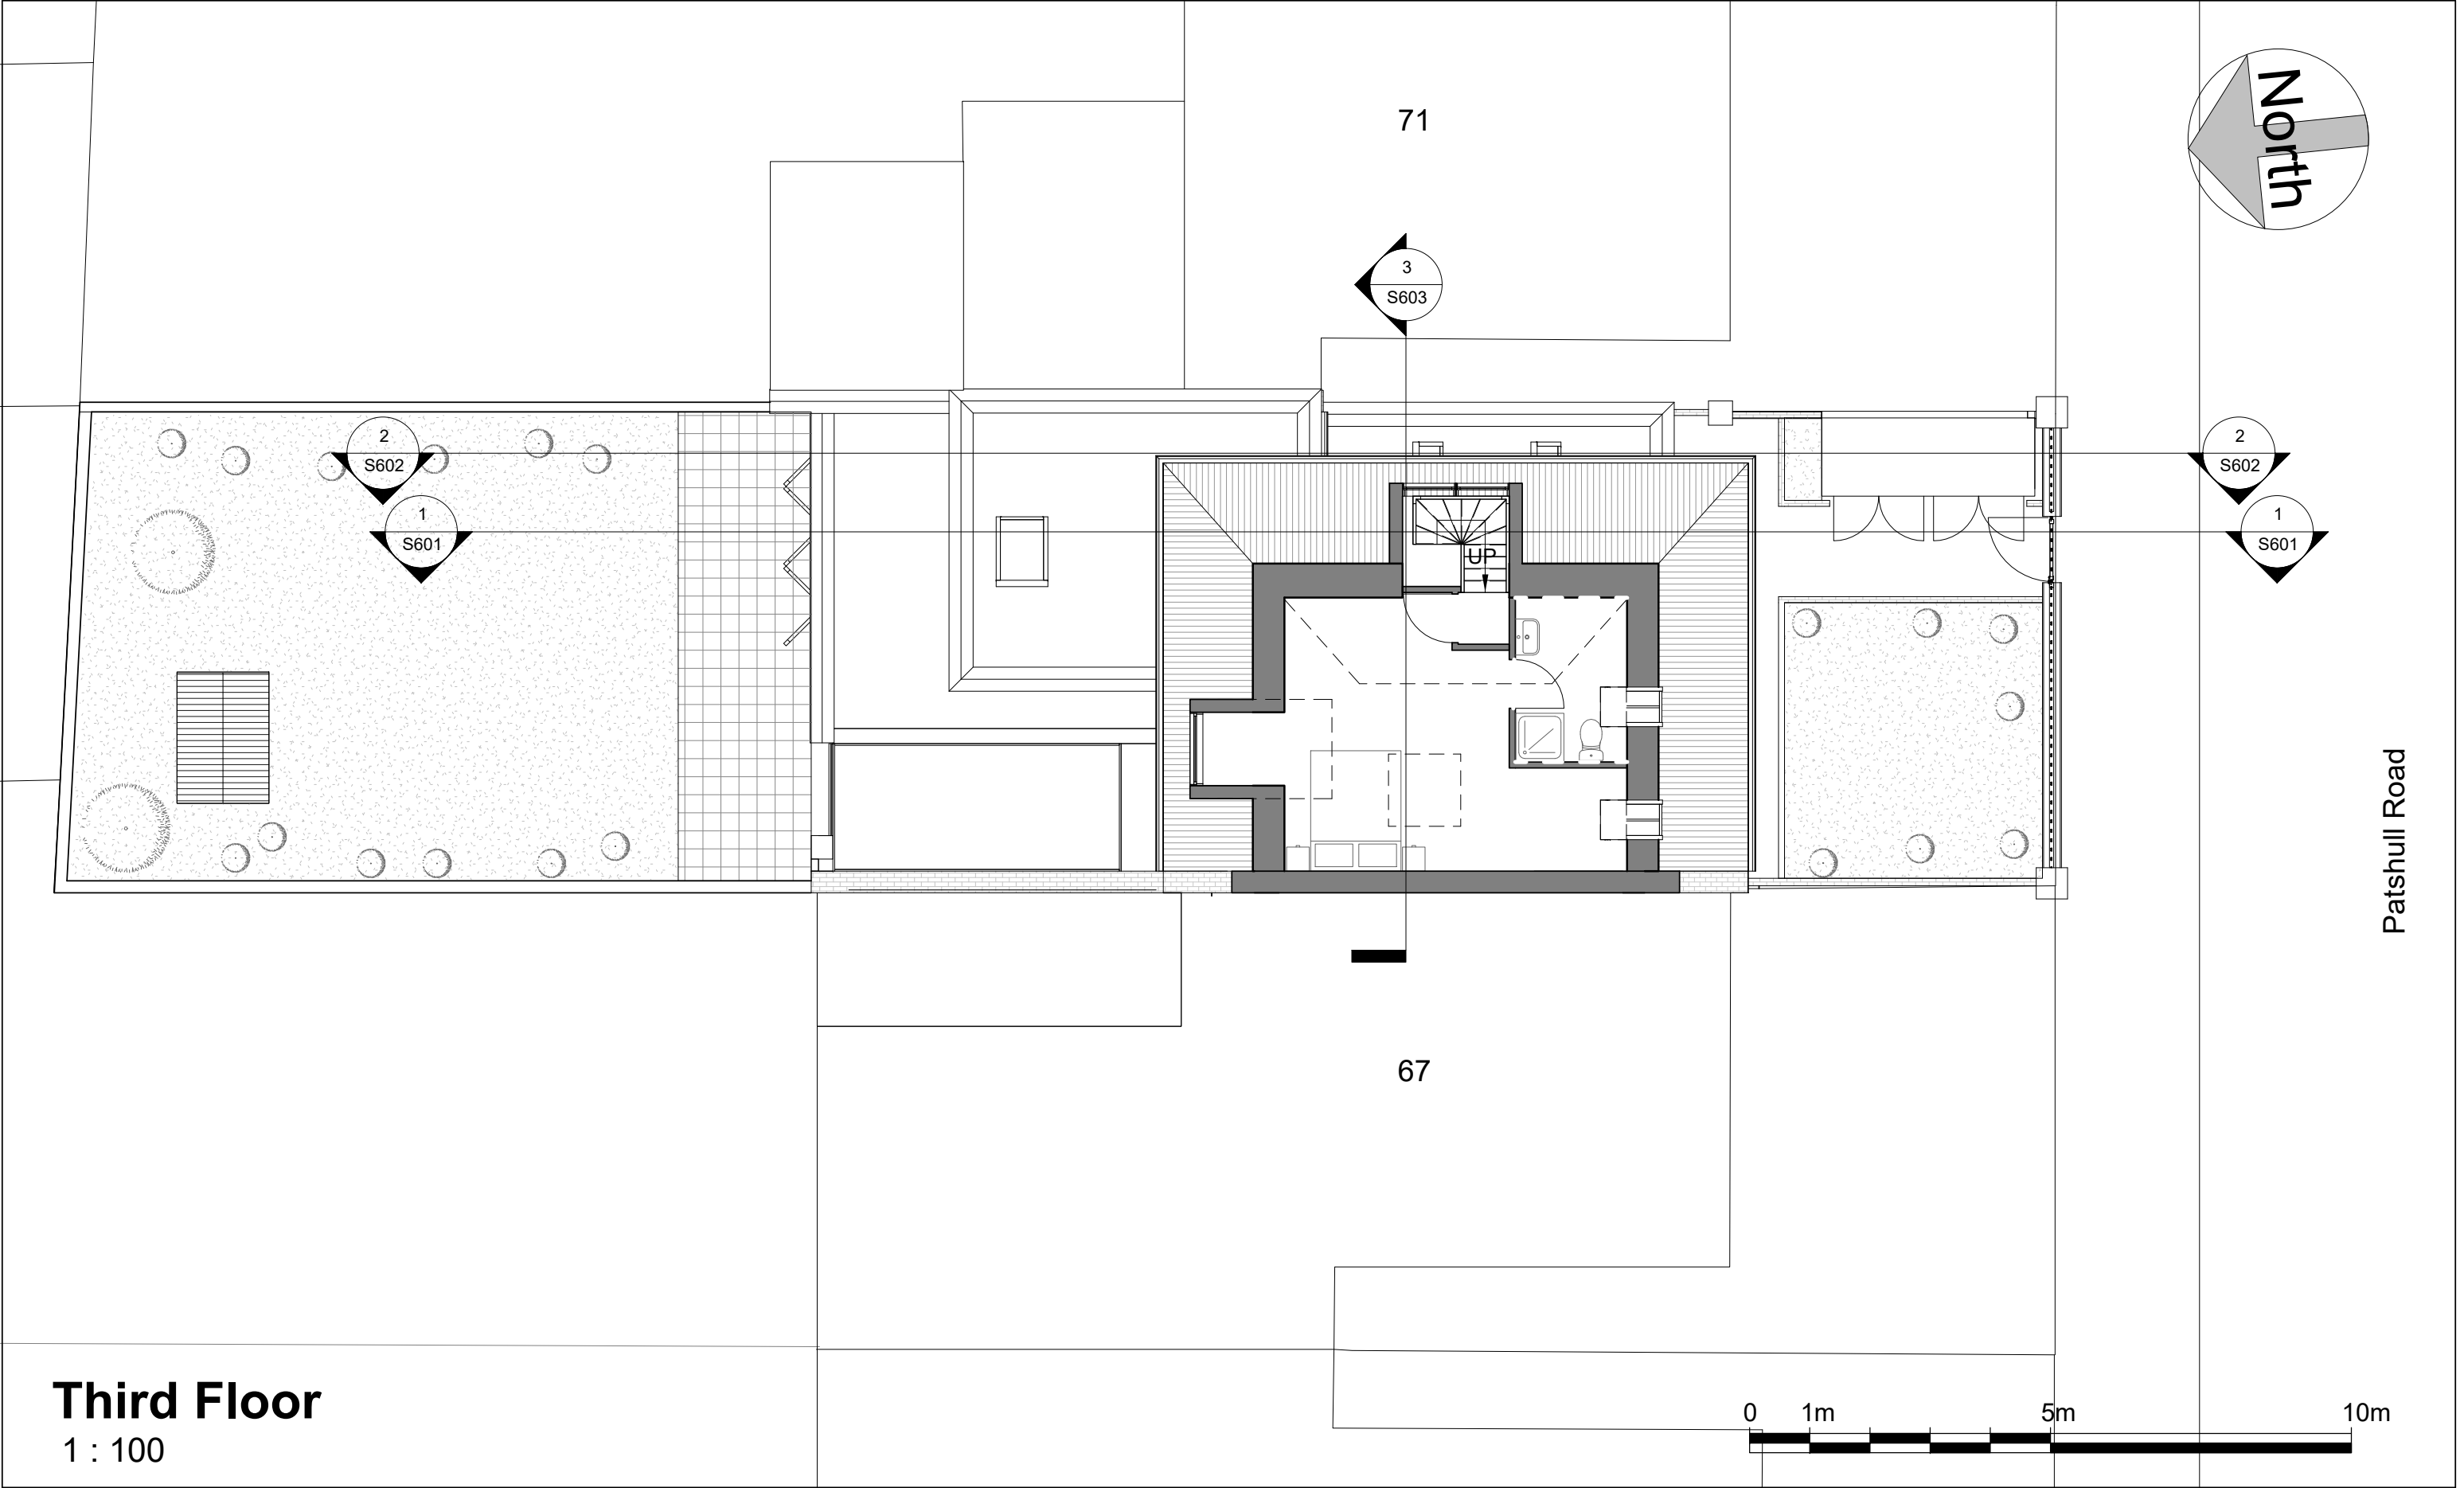 North
71
3
S603
2
S602
2
S602
1
S601
1
S601
UP
Patshull Road
67
Third Floor
1 : 100
0 1m 5m 10m